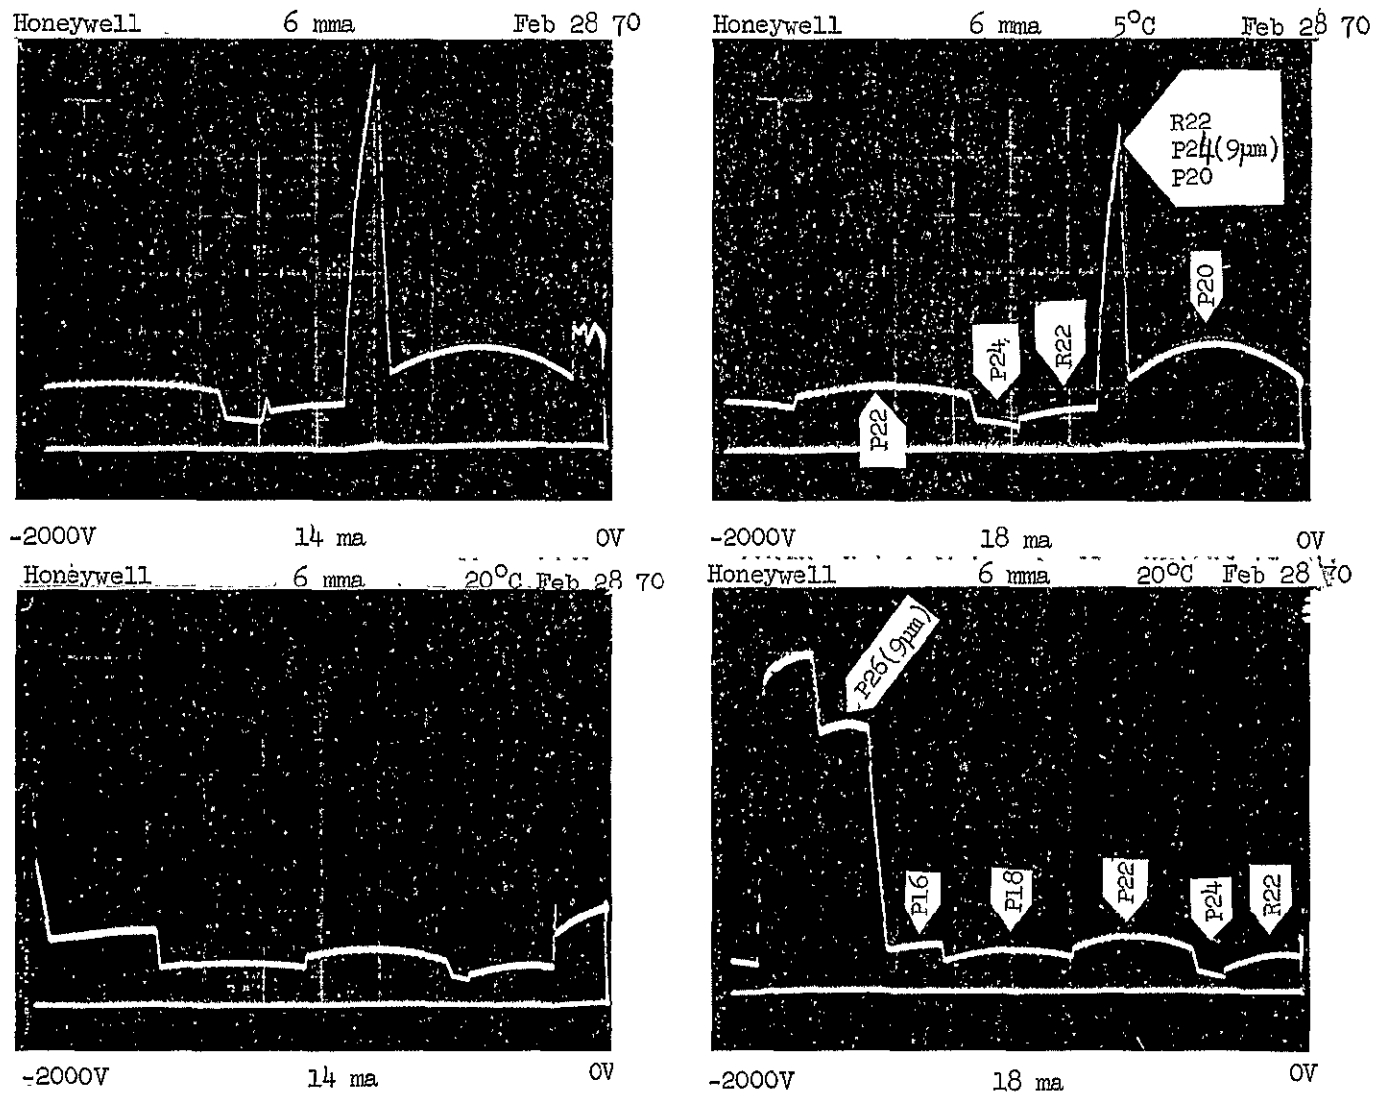 Honeywell 6 mma Feb 28 70
Honeywell 6 mma 5°C Feb 28 70
R22
P24(9μm)
P20
P20
P24
R22
P22
-2000V 14 ma 0V
-2000V 18 ma 0V
Honeywell 6 mma 20°C Feb 28 70
Honeywell 6 mma 20°C Feb 28 70
P26(9μm)
P16
P18
P22
P24
R22
-2000V 14 ma 0V
-2000V 18 ma 0V